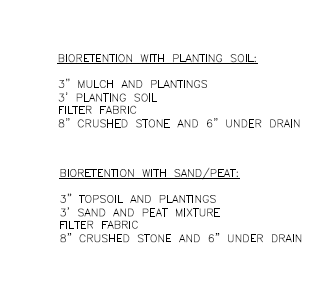 BIORETENTION WITH PLANTING SOIL:
3" MULCH AND PLANTINGS
3' PLANTING SOIL
FILTER FABRIC
8" CRUSHED STONE AND 6" UNDER DRAIN
BIORETENTION WITH SAND/PEAT:
3" TOPSOIL AND PLANTINGS
3' SAND AND PEAT MIXTURE
FILTER FABRIC
8" CRUSHED STONE AND 6" UNDER DRAIN